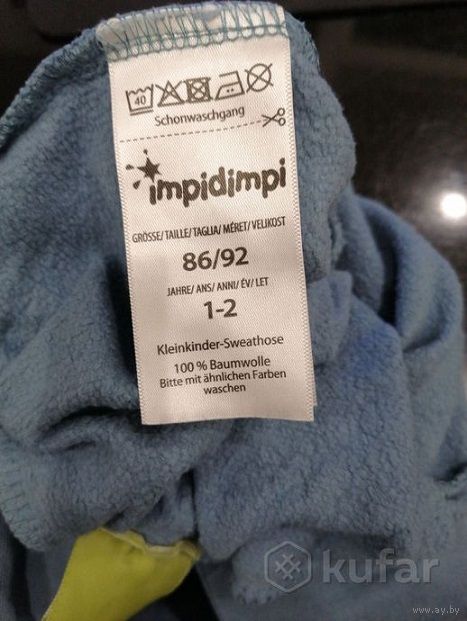 40
Schonwaschgang
impidimpi
GRÖSSE/ TAILLE/ TAGLIA/ MÉRET/ VELIKOST
86/92
JAHRE/ ANS/ ANNI/ ÉV/ LET
1-2
Kleinkinder-Sweathose
100 % Baumwolle
Bitte mit ähnlichen Farben
waschen
kufar
www.ay.by